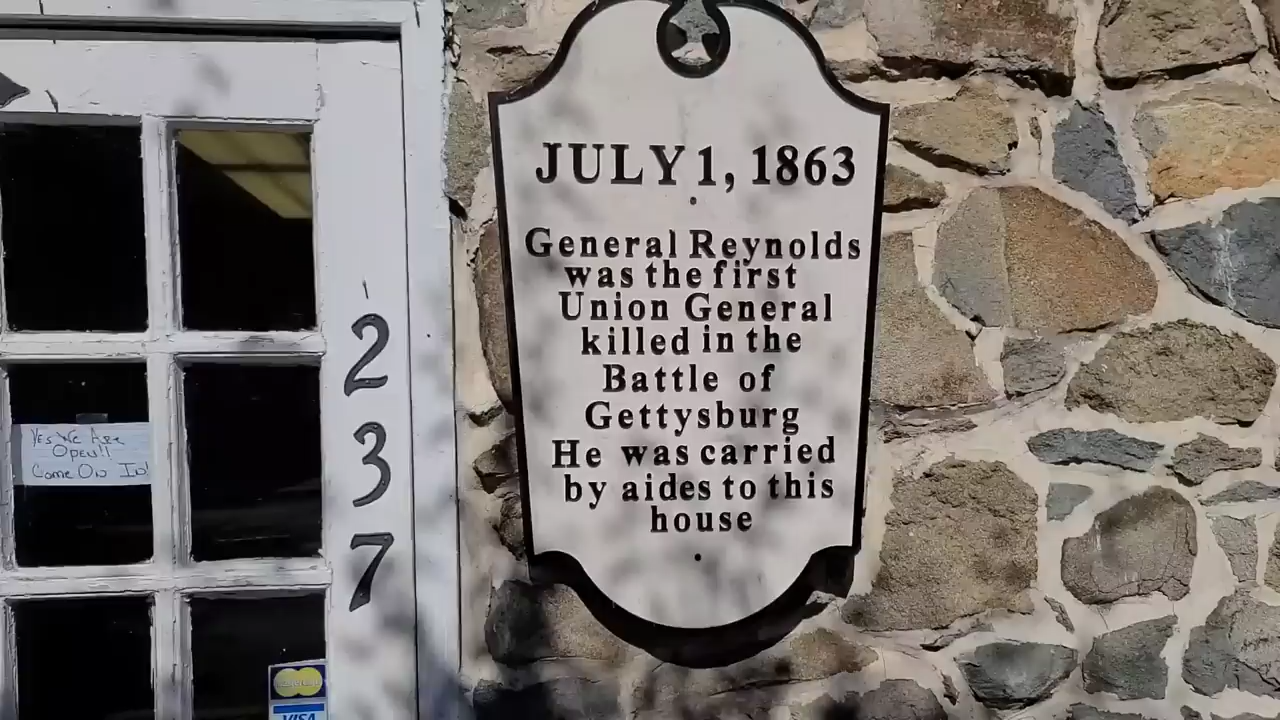 JULY 1, 1863
General Reynolds
was the first
Union General
killed in the
Battle of
Gettysburg
He was carried
by aides to this
house
2
3
7
Yes We Are
Open!!
Come On In!
VISA